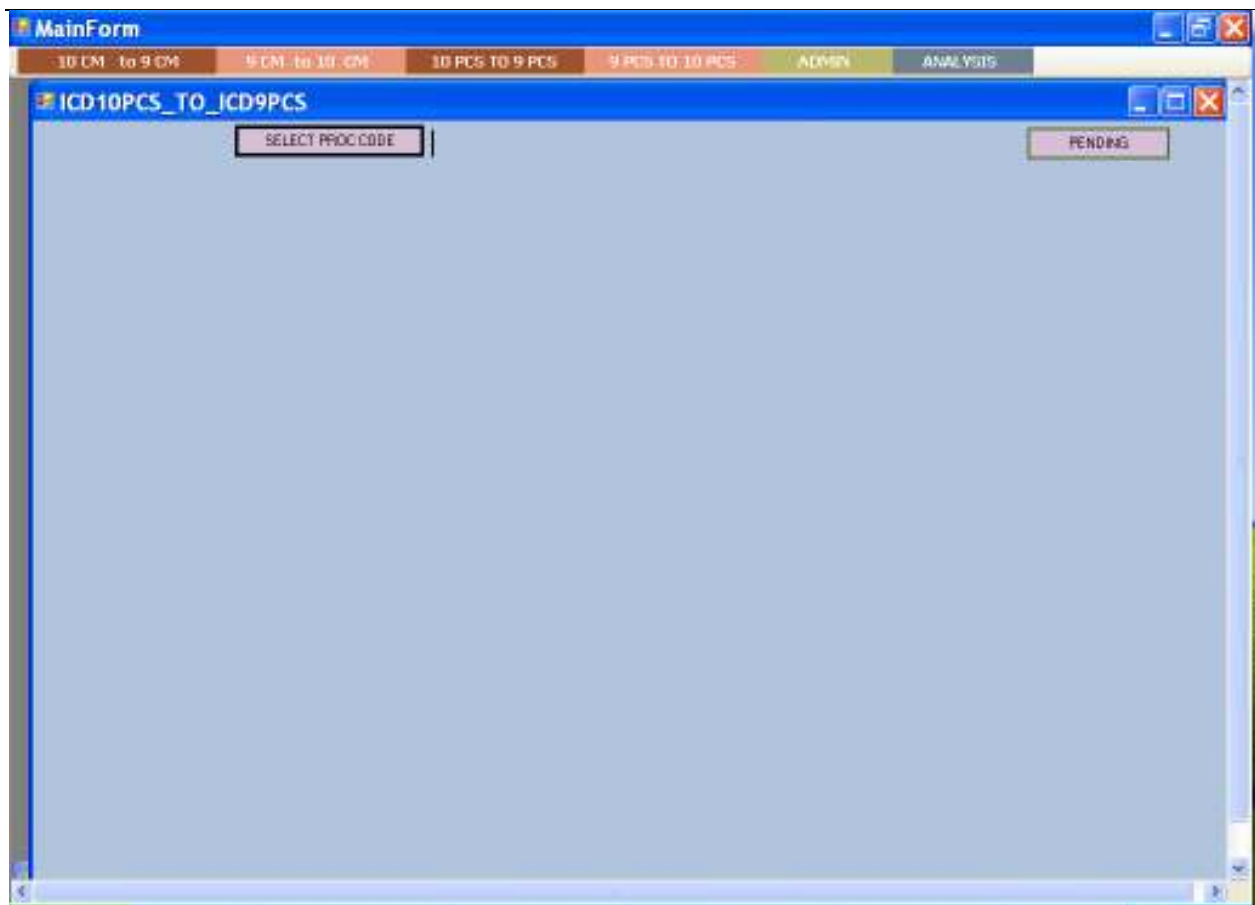 MainForm
10 CM to 9 CM 9 CM to 10 CM 10 PCS TO 9 PCS 9 PCS TO 10 PCS ADMIN ANALYSIS
ICD10PCS_TO_ICD9PCS
SELECT PROC CODE PENDING